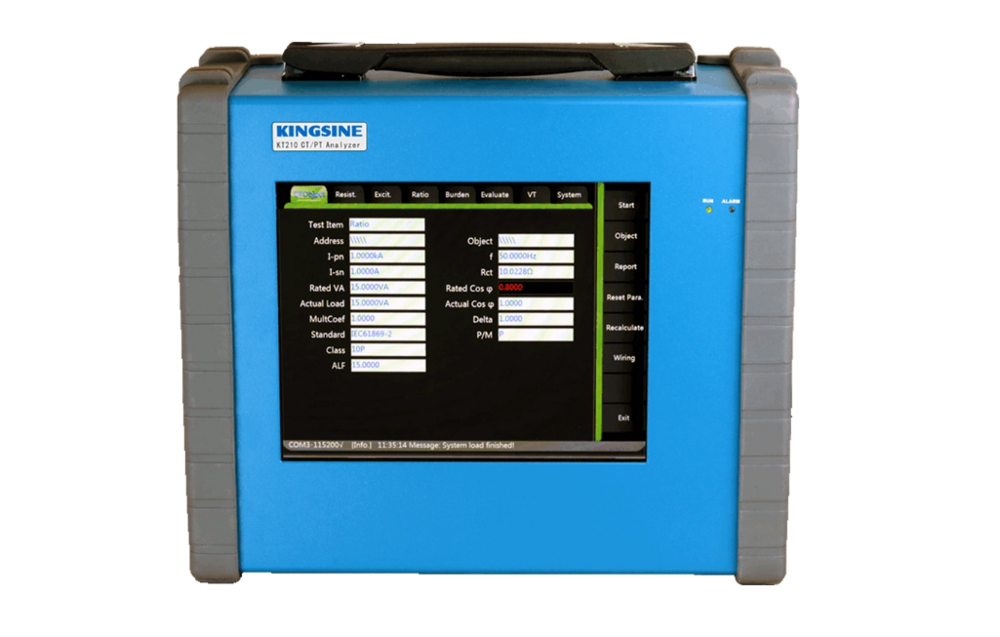 KINGSINE
KT210 CT/PT Analyzer
Resist. Excit. Ratio Burden Evaluate VT System
Test Item Ratio
Address \\\\\ Object \\\\\
I-pn 1.0000kA f 50.0000Hz
I-sn 1.0000A Rct 10.0228Ω
Rated VA 15.0000VA Rated Cos φ 0.8000
Actual Load 15.0000VA Actual Cos φ 1.0000
MultCoef 1.0000 Delta 1.0000
Standard IEC61869-2 P/M P
Class 10P
ALF 15.0000
COM3-115200√ [Info.] 11:35:14 Message: System load finished!
Start
Object
Report
Reset Para.
Recalculate
Wiring
Exit
RUN ALARM